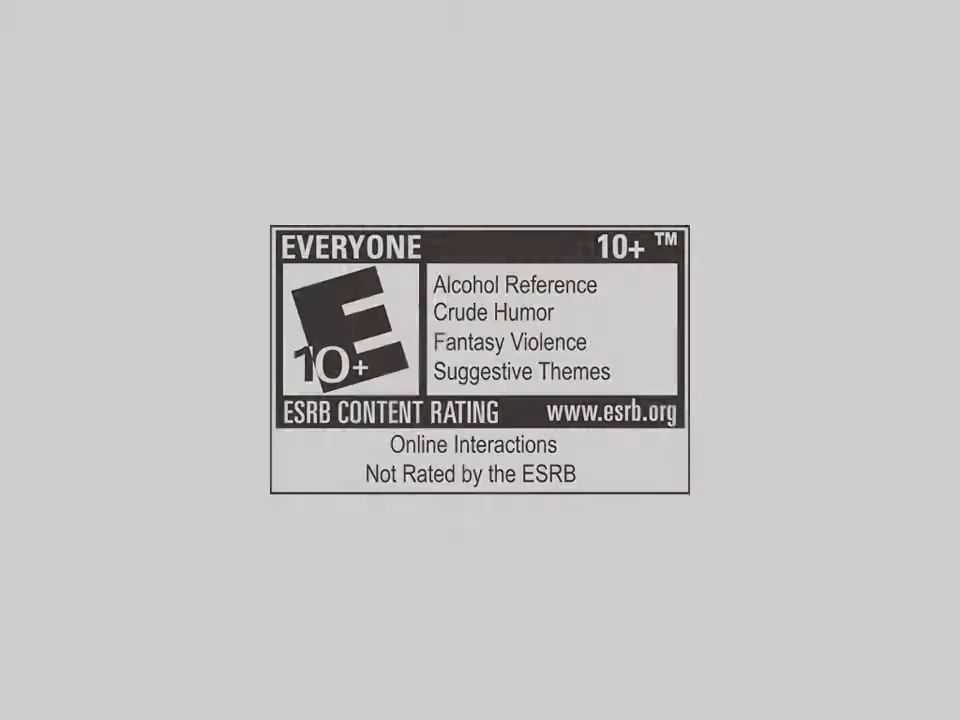 EVERYONE 10+ ™
10+
Alcohol Reference
Crude Humor
Fantasy Violence
Suggestive Themes
ESRB CONTENT RATING www.esrb.org
Online Interactions
Not Rated by the ESRB